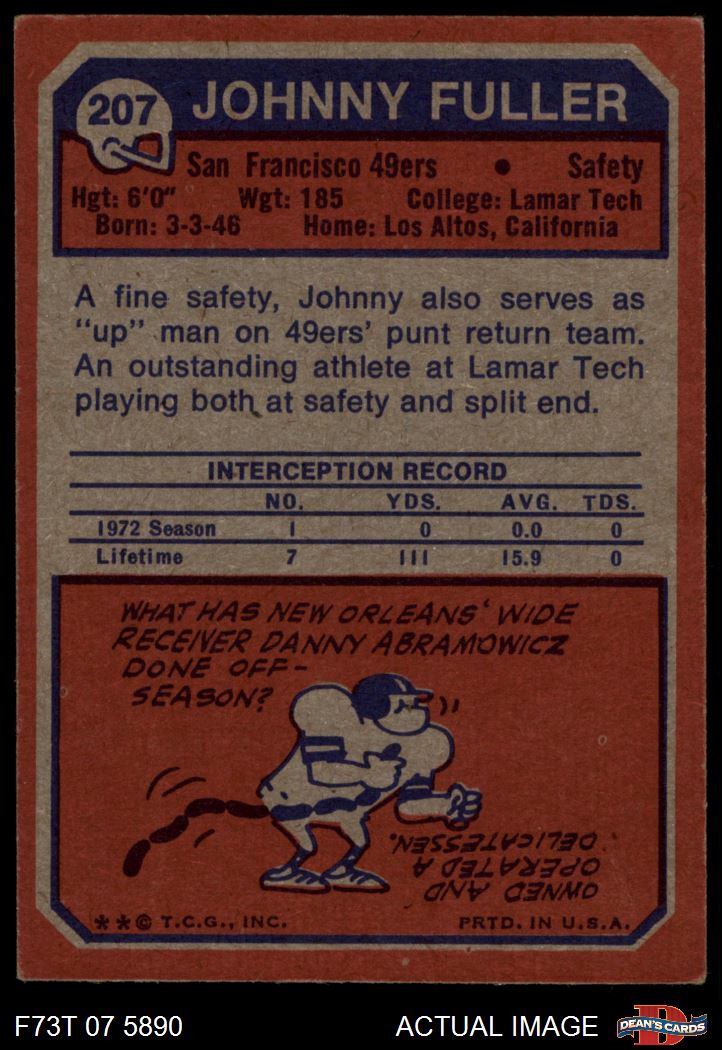 207
JOHNNY FULLER
San Francisco 49ers • Safety
Hgt: 6'0" Wgt: 185 College: Lamar Tech
Born: 3-3-46 Home: Los Altos, California
A fine safety, Johnny also serves as
"up" man on 49ers' punt return team.
An outstanding athlete at Lamar Tech
playing both at safety and split end.
INTERCEPTION RECORD
NO. YDS. AVG. TDS.
1972 Season 1 0 0.0 0
Lifetime 7 111 15.9 0
WHAT HAS NEW ORLEANS' WIDE
RECEIVER DANNY ABRAMOWICZ
DONE OFF-
SEASON?
OWNED AND
OPERATED A
DELICATESSEN.
**© T.C.G., INC. PRTD. IN U.S.A.
F73T 07 5890 ACTUAL IMAGE
D
DEAN'S CARDS